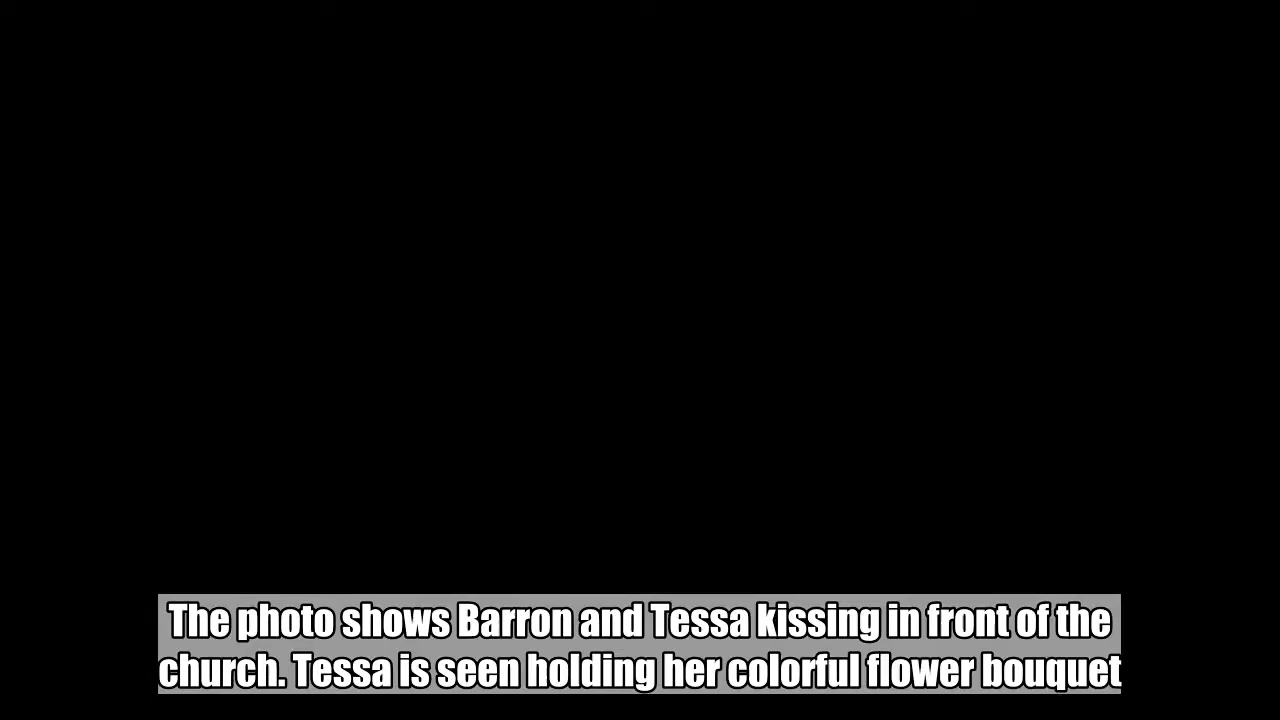 The photo shows Barron and Tessa kissing in front of the
church. Tessa is seen holding her colorful flower bouquet